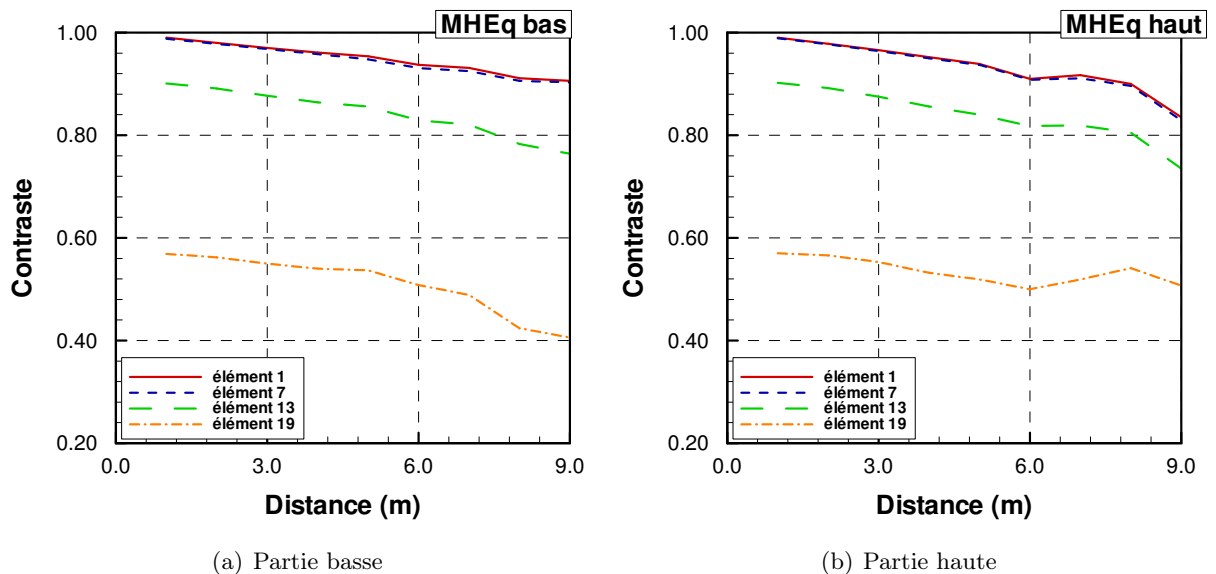 MHEq bas
1.00
0.80
0.60
0.40
0.20
Contraste
élément 1
élément 7
élément 13
élément 19
0.0 3.0 6.0 9.0
Distance (m)
(a) Partie basse
MHEq haut
1.00
0.80
0.60
0.40
0.20
Contraste
élément 1
élément 7
élément 13
élément 19
0.0 3.0 6.0 9.0
Distance (m)
(b) Partie haute